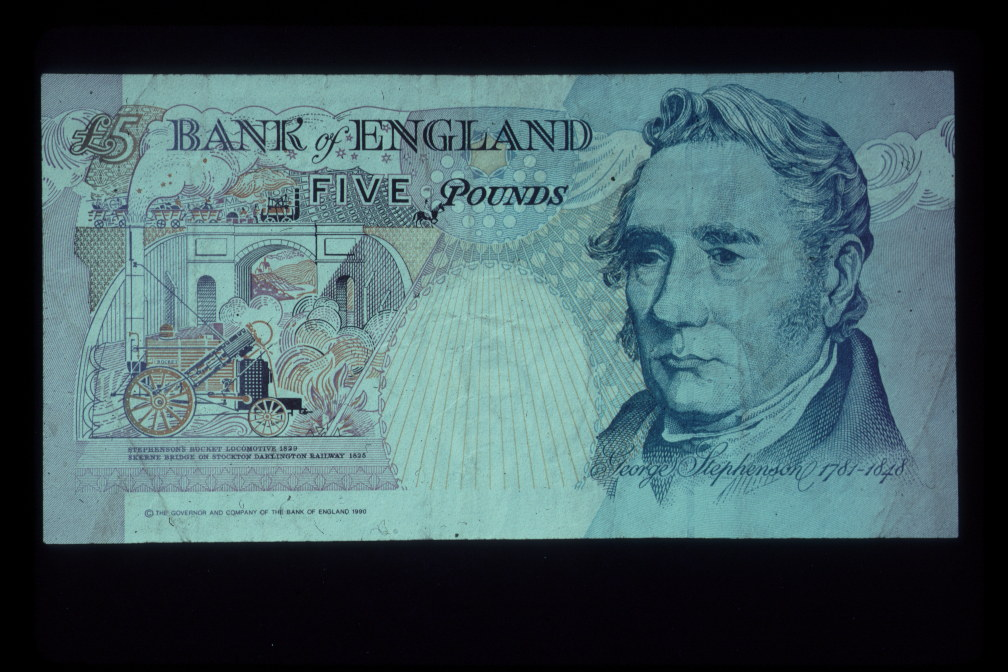 £5 BANK of ENGLAND
FIVE POUNDS
STEPHENSON'S ROCKET LOCOMOTIVE 1829
SKERNE BRIDGE ON STOCKTON DARLINGTON RAILWAY 1825
George Stephenson 1781-1848
© THE GOVERNOR AND COMPANY OF THE BANK OF ENGLAND 1990